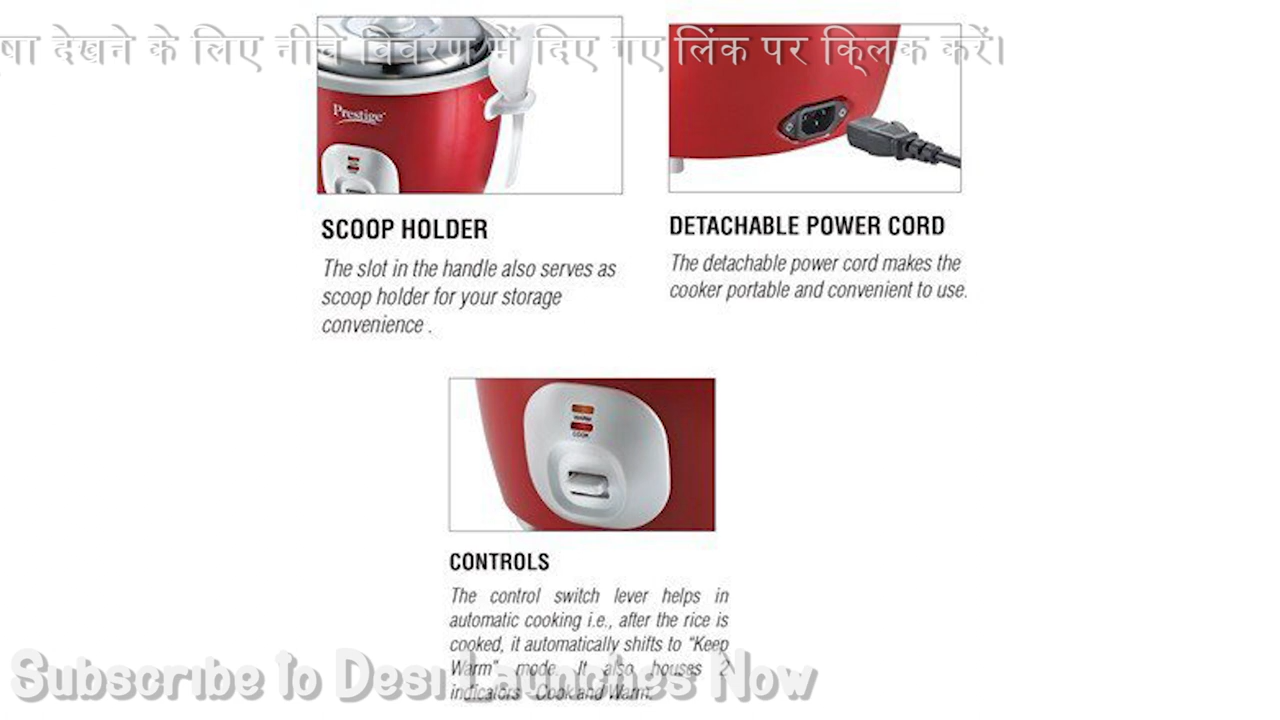 षा देखने के लिए नीचे विवरण में दिए गए लिंक पर क्लिक करें।
Prestige
SCOOP HOLDER
The slot in the handle also serves as
scoop holder for your storage
convenience .
DETACHABLE POWER CORD
The detachable power cord makes the
cooker portable and convenient to use.
WARM
COOK
CONTROLS
The control switch lever helps in
automatic cooking i.e., after the rice is
cooked, it automatically shifts to "Keep
Warm" mode. It also houses 2
indicators Cook and Warm.
Subscribe to Desi Launches Now